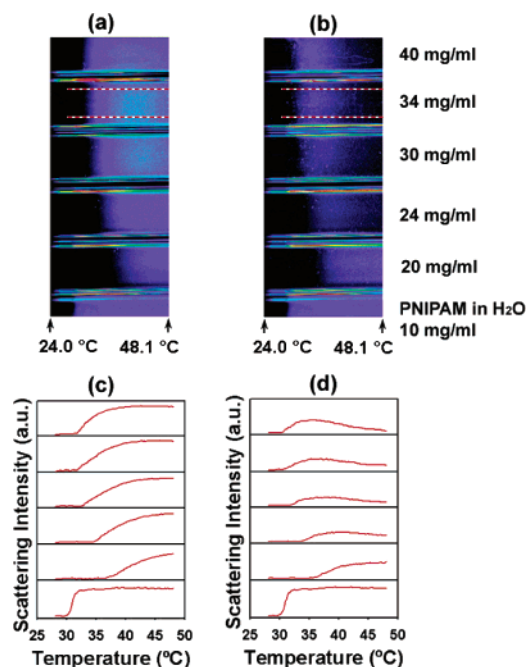 (a) (b)
40 mg/ml
34 mg/ml
30 mg/ml
24 mg/ml
20 mg/ml
PNIPAM in H₂O
10 mg/ml
24.0 °C 48.1 °C 24.0 °C 48.1 °C
(c) (d)
Scattering Intensity (a.u.)
Scattering Intensity (a.u.)
25 30 35 40 45 50
25 30 35 40 45 50
Temperature (ºC) Temperature (ºC)